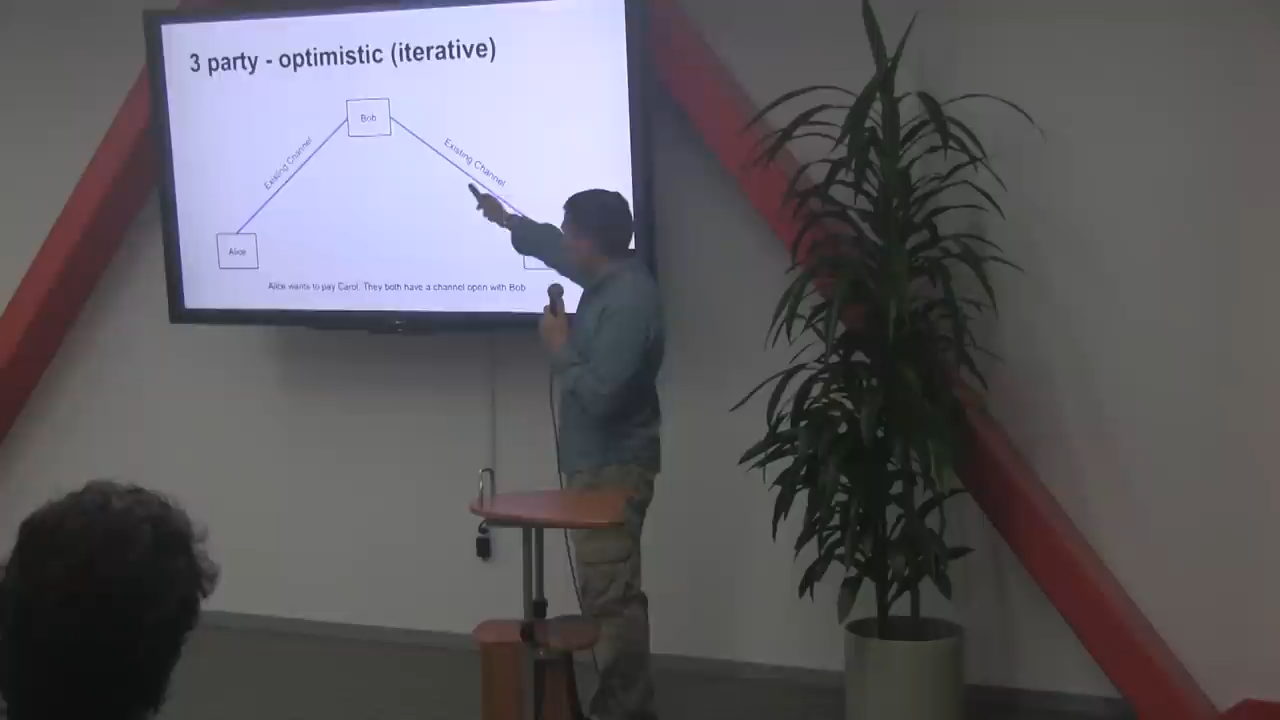 3 party - optimistic (iterative)
Bob
Existing Channel
Existing Channel
Alice
Alice wants to pay Carol. They both have a channel open with Bob